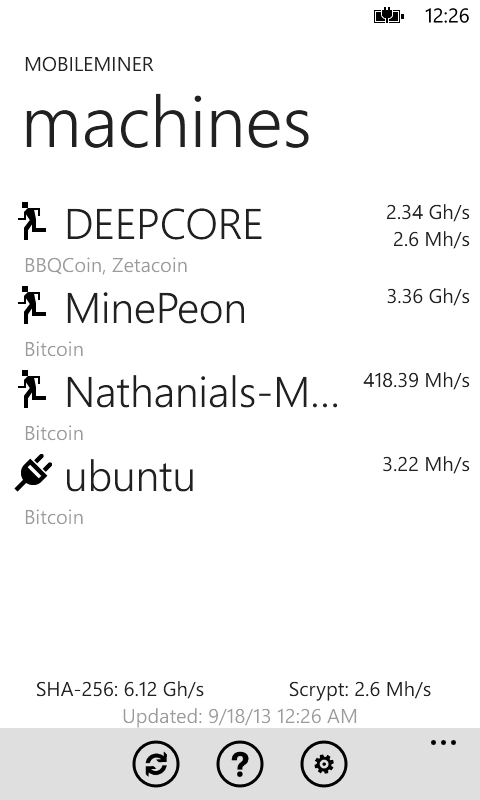 12:26
MOBILEMINER
machines
DEEPCORE 2.34 Gh/s
2.6 Mh/s
BBQCoin, Zetacoin
MinePeon 3.36 Gh/s
Bitcoin
Nathanials-M... 418.39 Mh/s
Bitcoin
ubuntu 3.22 Mh/s
Bitcoin
SHA-256: 6.12 Gh/s Scrypt: 2.6 Mh/s
Updated: 9/18/13 12:26 AM